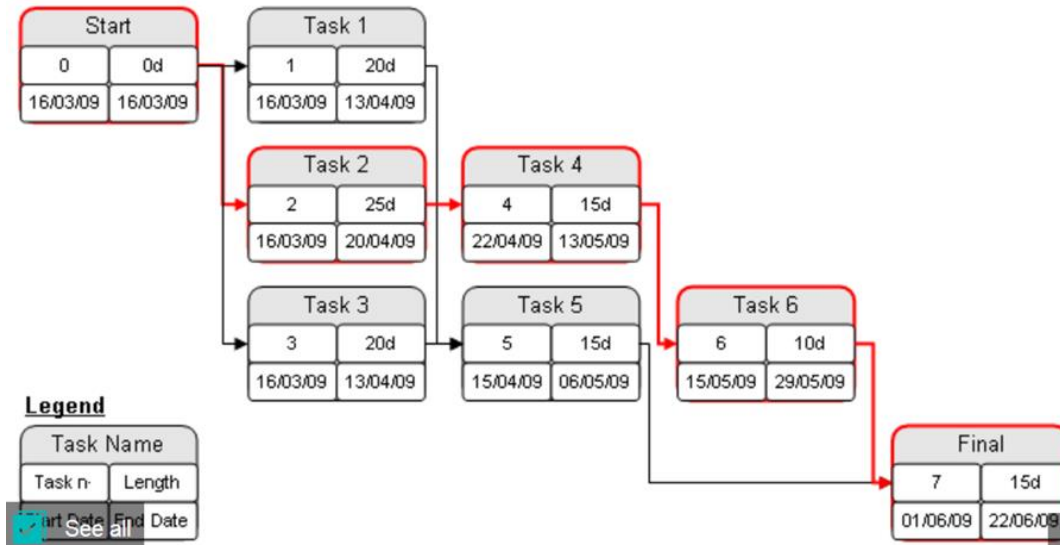 Start
0 0d
16/03/09 16/03/09
Task 1
1 20d
16/03/09 13/04/09
Task 2
2 25d
16/03/09 20/04/09
Task 4
4 15d
22/04/09 13/05/09
Task 3
3 20d
16/03/09 13/04/09
Task 5
5 15d
15/04/09 06/05/09
Task 6
6 10d
15/05/09 29/05/09
Legend
Task Name
Task n· Length
Start Date End Date
See all
Final
7 15d
01/06/09 22/06/09